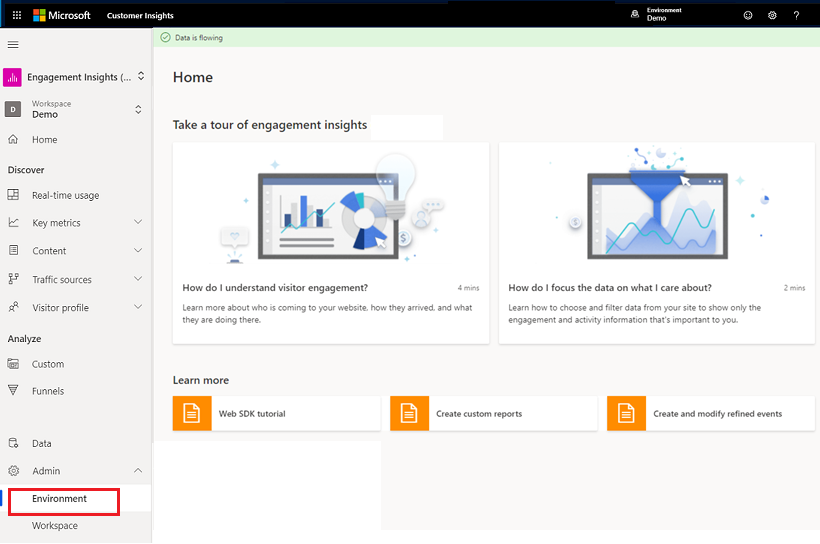 Microsoft Customer Insights
Environment
Demo
?
Engagement Insights (...
D
Workspace
Demo
Home
Discover
Real-time usage
Key metrics
Content
Traffic sources
Visitor profile
Analyze
Custom
Funnels
Data
Admin
Environment
Workspace
Data is flowing
Home
Take a tour of engagement insights
$
How do I understand visitor engagement? 4 mins
Learn more about who is coming to your website, how they arrived, and what
they are doing there.
$
How do I focus the data on what I care about? 2 mins
Learn how to choose and filter data from your site to show only the
engagement and activity information that's important to you.
Learn more
Web SDK tutorial
Create custom reports
Create and modify refined events